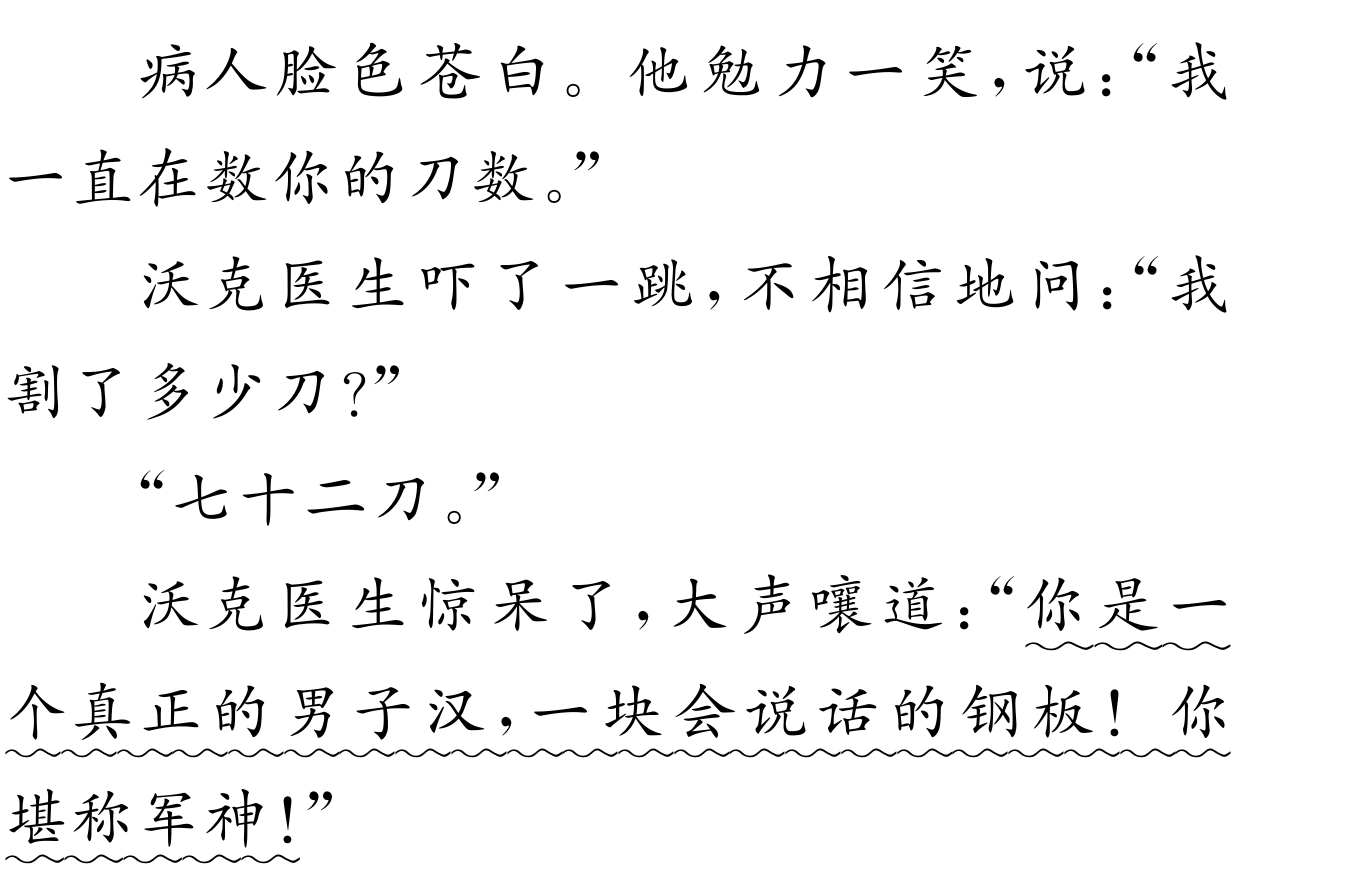 病人脸色苍白。他勉力一笑，说：“我
一直在数你的刀数。”
沃克医生吓了一跳，不相信地问：“我
割了多少刀？”
“七十二刀。”
沃克医生惊呆了，大声嚷道：“你是一
个真正的男子汉，一块会说话的钢板！你
堪称军神！”